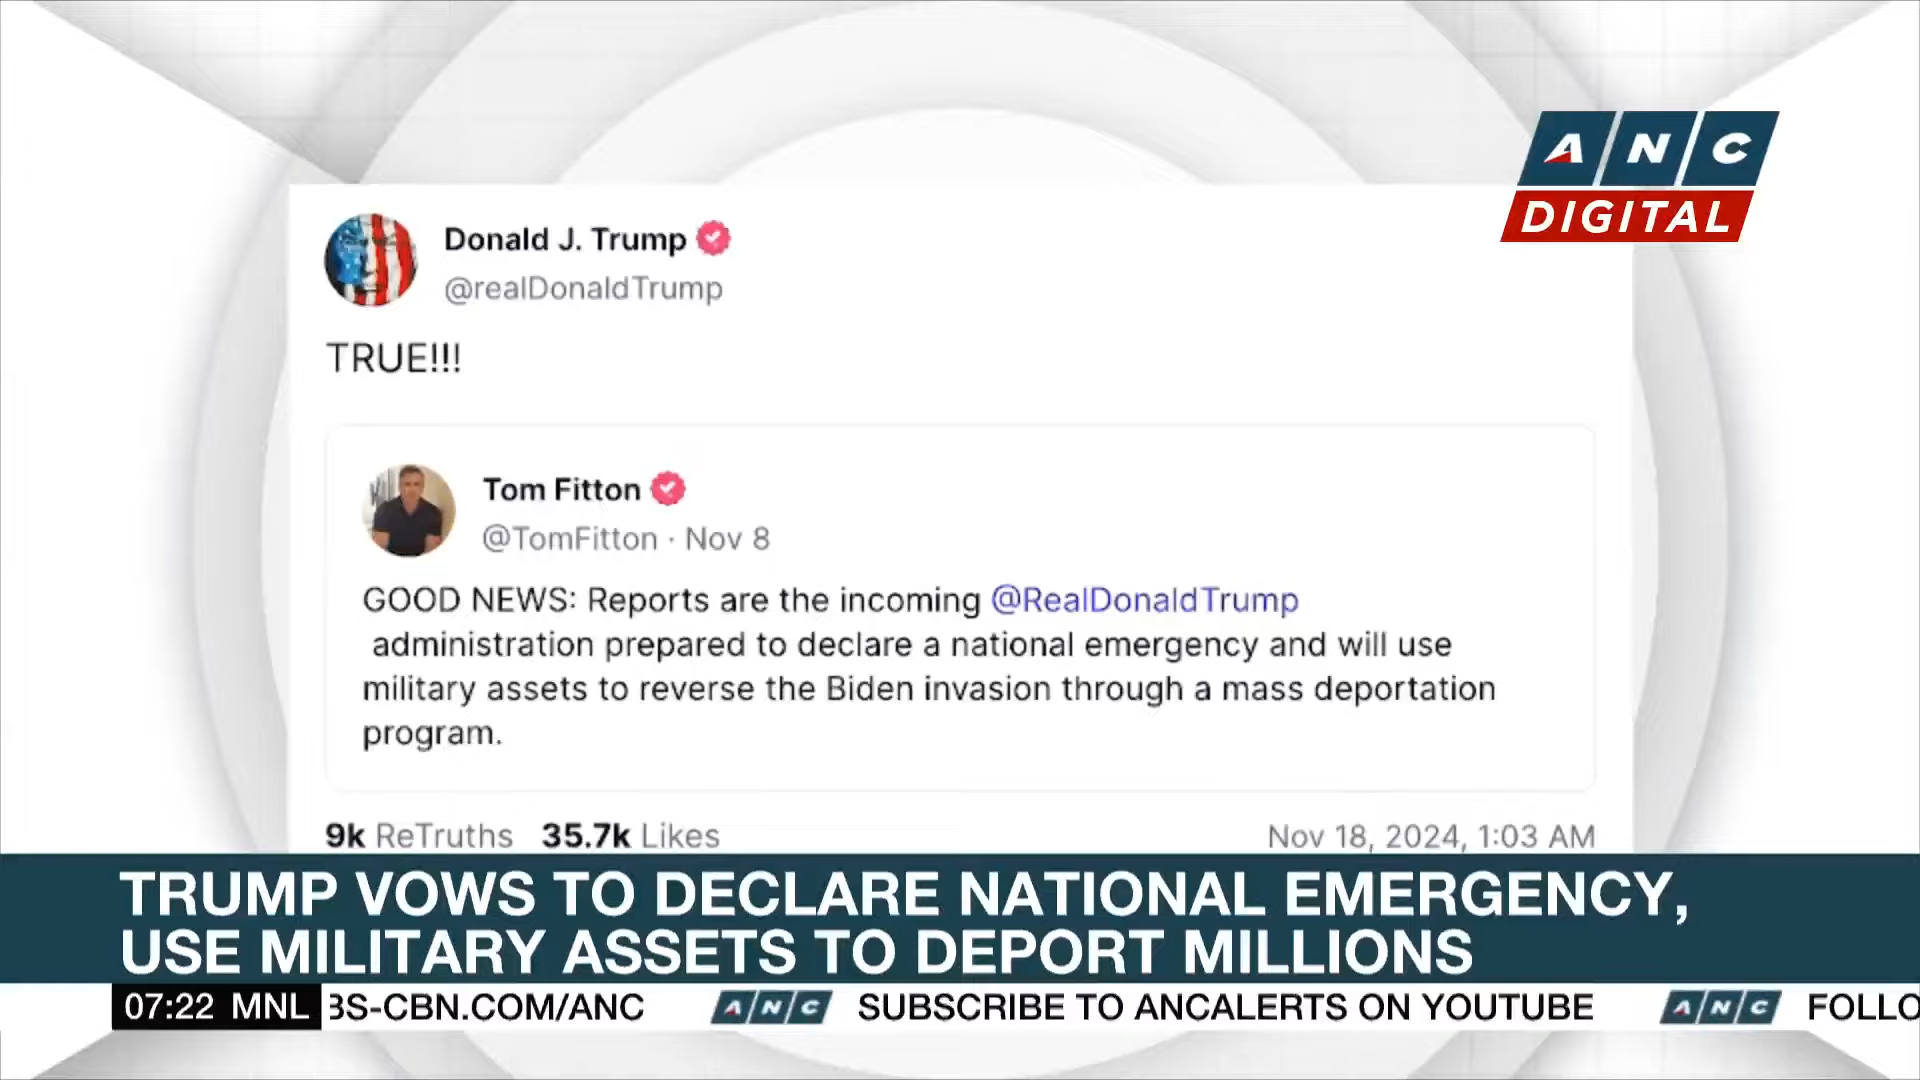 ANC
DIGITAL
Donald J. Trump
@realDonaldTrump
TRUE!!!
Tom Fitton
@TomFitton · Nov 8
GOOD NEWS: Reports are the incoming @RealDonaldTrump
administration prepared to declare a national emergency and will use
military assets to reverse the Biden invasion through a mass deportation
program.
9k ReTruths 35.7k Likes
Nov 18, 2024, 1:03 AM
TRUMP VOWS TO DECLARE NATIONAL EMERGENCY,
USE MILITARY ASSETS TO DEPORT MILLIONS
07:22 MNL BS-CBN.COM/ANC ANC SUBSCRIBE TO ANCALERTS ON YOUTUBE ANC FOLLO